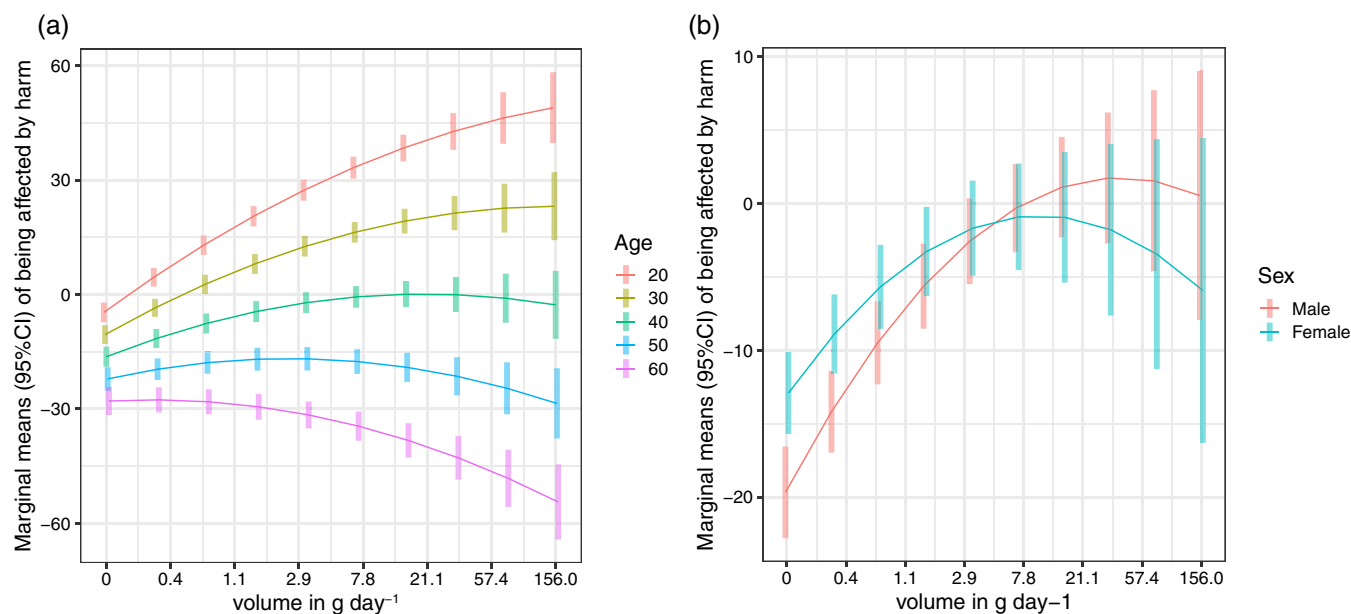 (a)
Marginal means (95%CI) of being affected by harm
60
30
0
−30
−60
0 0.4 1.1 2.9 7.8 21.1 57.4 156.0
volume in g day⁻¹
Age
20
30
40
50
60
(b)
Marginal means (95%CI) of being affected by harm
10
0
−10
−20
0 0.4 1.1 2.9 7.8 21.1 57.4 156.0
volume in g day−1
Sex
Male
Female